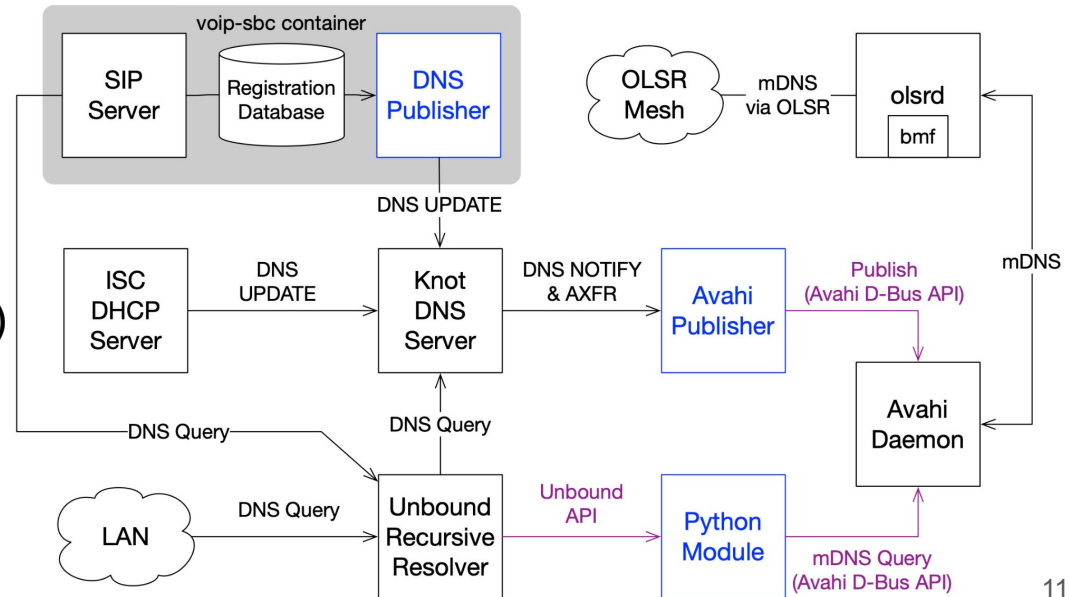 voip-sbc container
SIP
Server
Registration
Database
DNS
Publisher
OLSR
Mesh
mDNS
via OLSR
olsrd
bmf
DNS UPDATE
mDNS
ISC
DHCP
Server
DNS
UPDATE
Knot
DNS
Server
DNS NOTIFY
& AXFR
Avahi
Publisher
Publish
(Avahi D-Bus API)
)
Avahi
Daemon
DNS Query
DNS Query
LAN
DNS Query
Unbound
Recursive
Resolver
Unbound
API
Python
Module
mDNS Query
(Avahi D-Bus API)
11